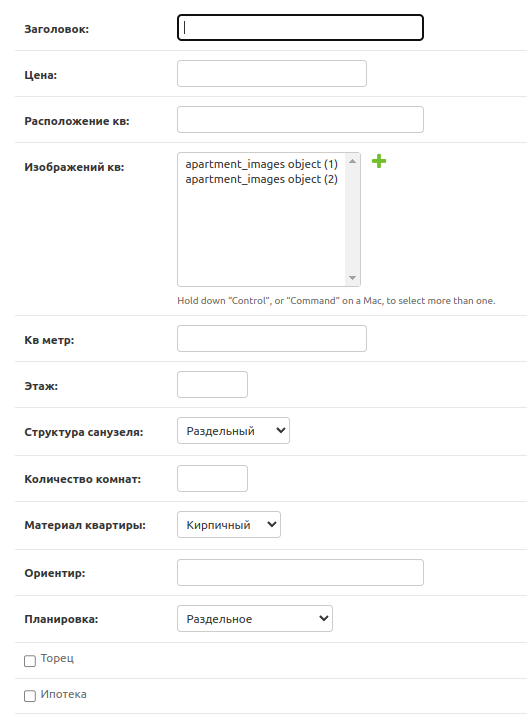 Заголовок:
Цена:
Расположение кв:
Изображений кв:
apartment_images object (1)
apartment_images object (2)
Hold down “Control”, or “Command” on a Mac, to select more than one.
Кв метр:
Этаж:
Структура санузеля:
Раздельный
Количество комнат:
Материал квартиры:
Кирпичный
Ориентир:
Планировка:
Раздельное
Торец
Ипотека